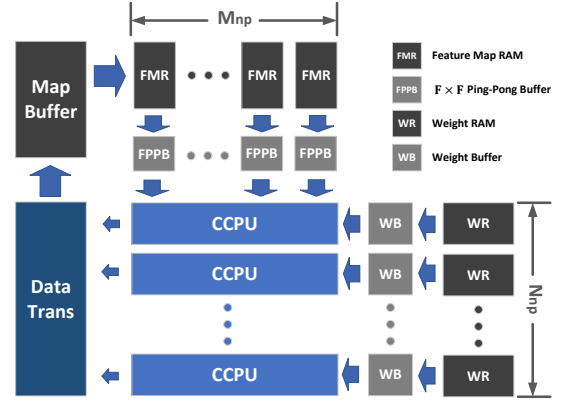 Mnp
Map
Buffer
FMR
FMR
FMR
FMR
Feature Map RAM
FPPB
F × F Ping-Pong Buffer
WR
Weight RAM
WB
Weight Buffer
FPPB
FPPB
FPPB
Data
Trans
CCPU
WB
WR
CCPU
WB
WR
Nnp
CCPU
WB
WR